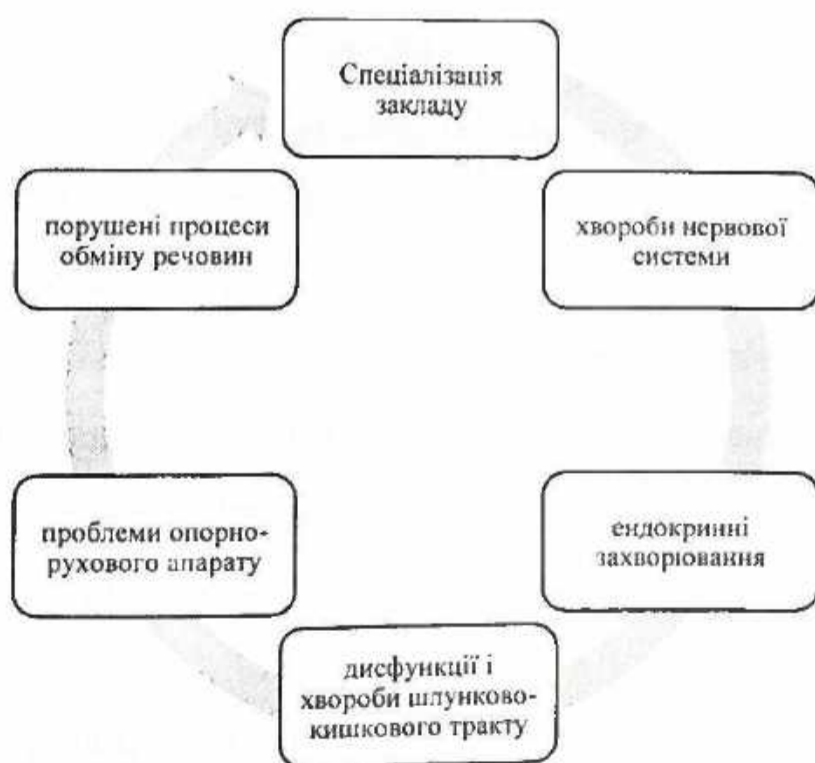 Спеціалізація
закладу
хвороби нервової
системи
ендокринні
захворювання
дисфункції і
хвороби шлунково-
кишкового тракту
проблеми опорно-
рухового апарату
порушені процеси
обміну речовин